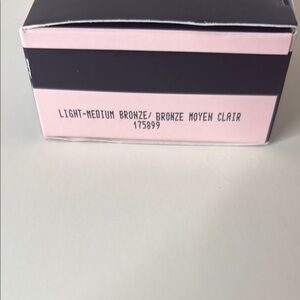 LIGHT-MEDIUM BRONZE/ BRONZE MOYEN CLAIR
175899